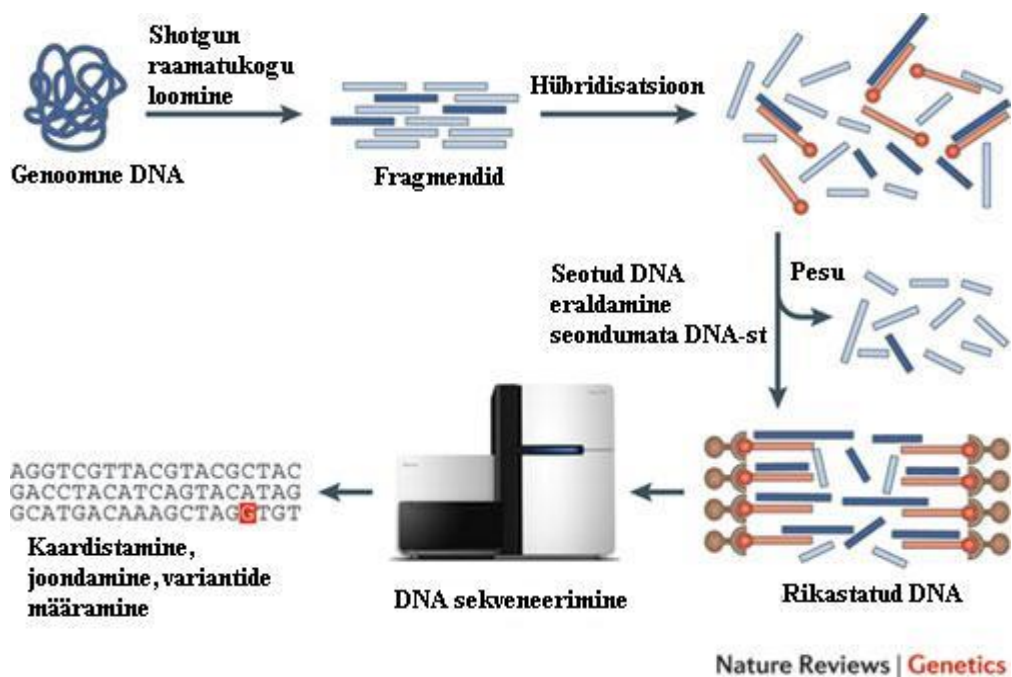 Shotgun
raamatukogu
loomine
Hübridisatsioon
Genoomne DNA
Fragmendid
Seotud DNA
eraldamine
seondumata DNA-st
Pesu
AGGTCGTTACGTACGCTAC
GACCTACATCAGTACATAG
GCATGACAAAGCTAGGTGT
Kaardistamine,
joondamine, variantide
määramine
DNA sekveneerimine
Rikastatud DNA
Nature Reviews | Genetics